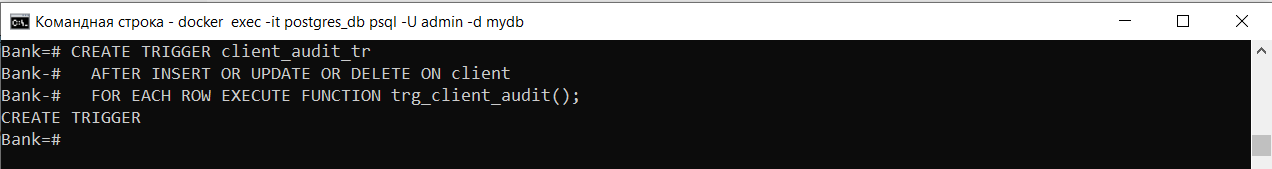 Командная строка - docker  exec -it postgres_db psql -U admin -d mydb
Bank=# CREATE TRIGGER client_audit_tr
Bank-#   AFTER INSERT OR UPDATE OR DELETE ON client
Bank-#   FOR EACH ROW EXECUTE FUNCTION trg_client_audit();
CREATE TRIGGER
Bank=#